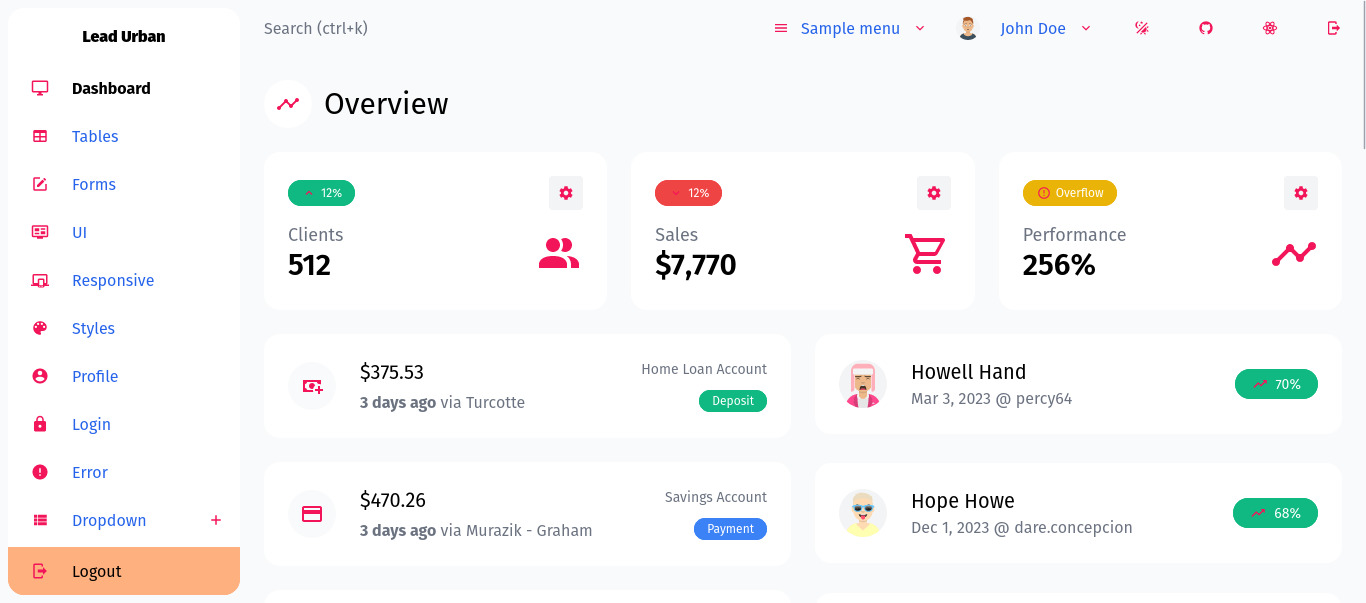 Lead Urban
Dashboard
Tables
Forms
UI
Responsive
Styles
Profile
Login
Error
Dropdown
Logout
Search (ctrl+k)
Sample menu
John Doe
Overview
12%
Clients
512
12%
Sales
$7,770
Overflow
Performance
256%
$375.53
3 days ago via Turcotte
Home Loan Account
Deposit
Howell Hand
Mar 3, 2023 @ percy64
70%
$470.26
3 days ago via Murazik - Graham
Savings Account
Payment
Hope Howe
Dec 1, 2023 @ dare.concepcion
68%